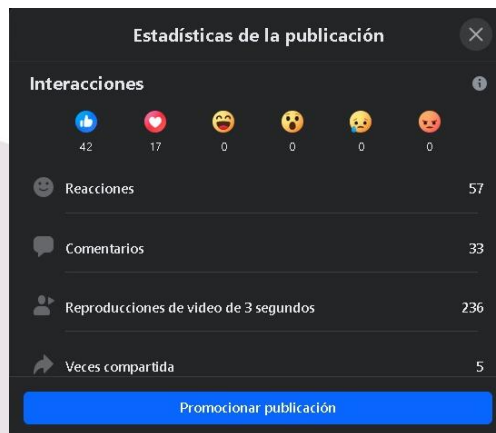 Estadísticas de la publicación
Interacciones
42 17 0 0 0 0
Reacciones 57
Comentarios 33
Reproducciones de video de 3 segundos 236
Veces compartida 5
Promocionar publicación